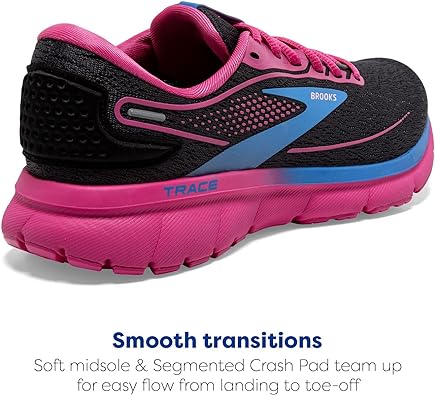 BROOKS
TRACE
Smooth transitions
Soft midsole & Segmented Crash Pad team up
for easy flow from landing to toe-off